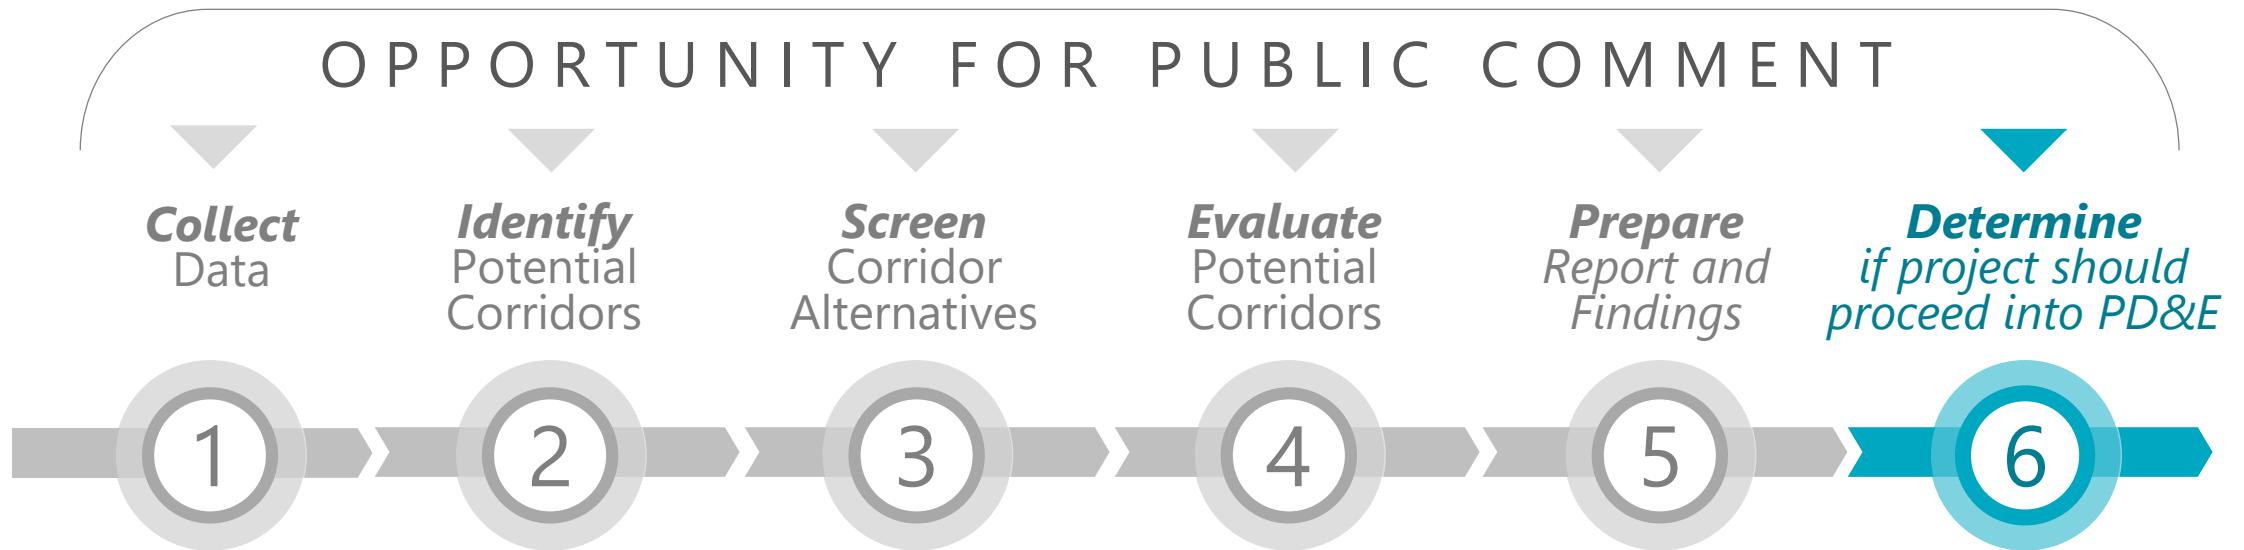 OPPORTUNITY FOR PUBLIC COMMENT
Collect
Data
Identify
Potential
Corridors
Screen
Corridor
Alternatives
Evaluate
Potential
Corridors
Prepare
Report and
Findings
Determine
if project should
proceed into PD&E
1
2
3
4
5
6